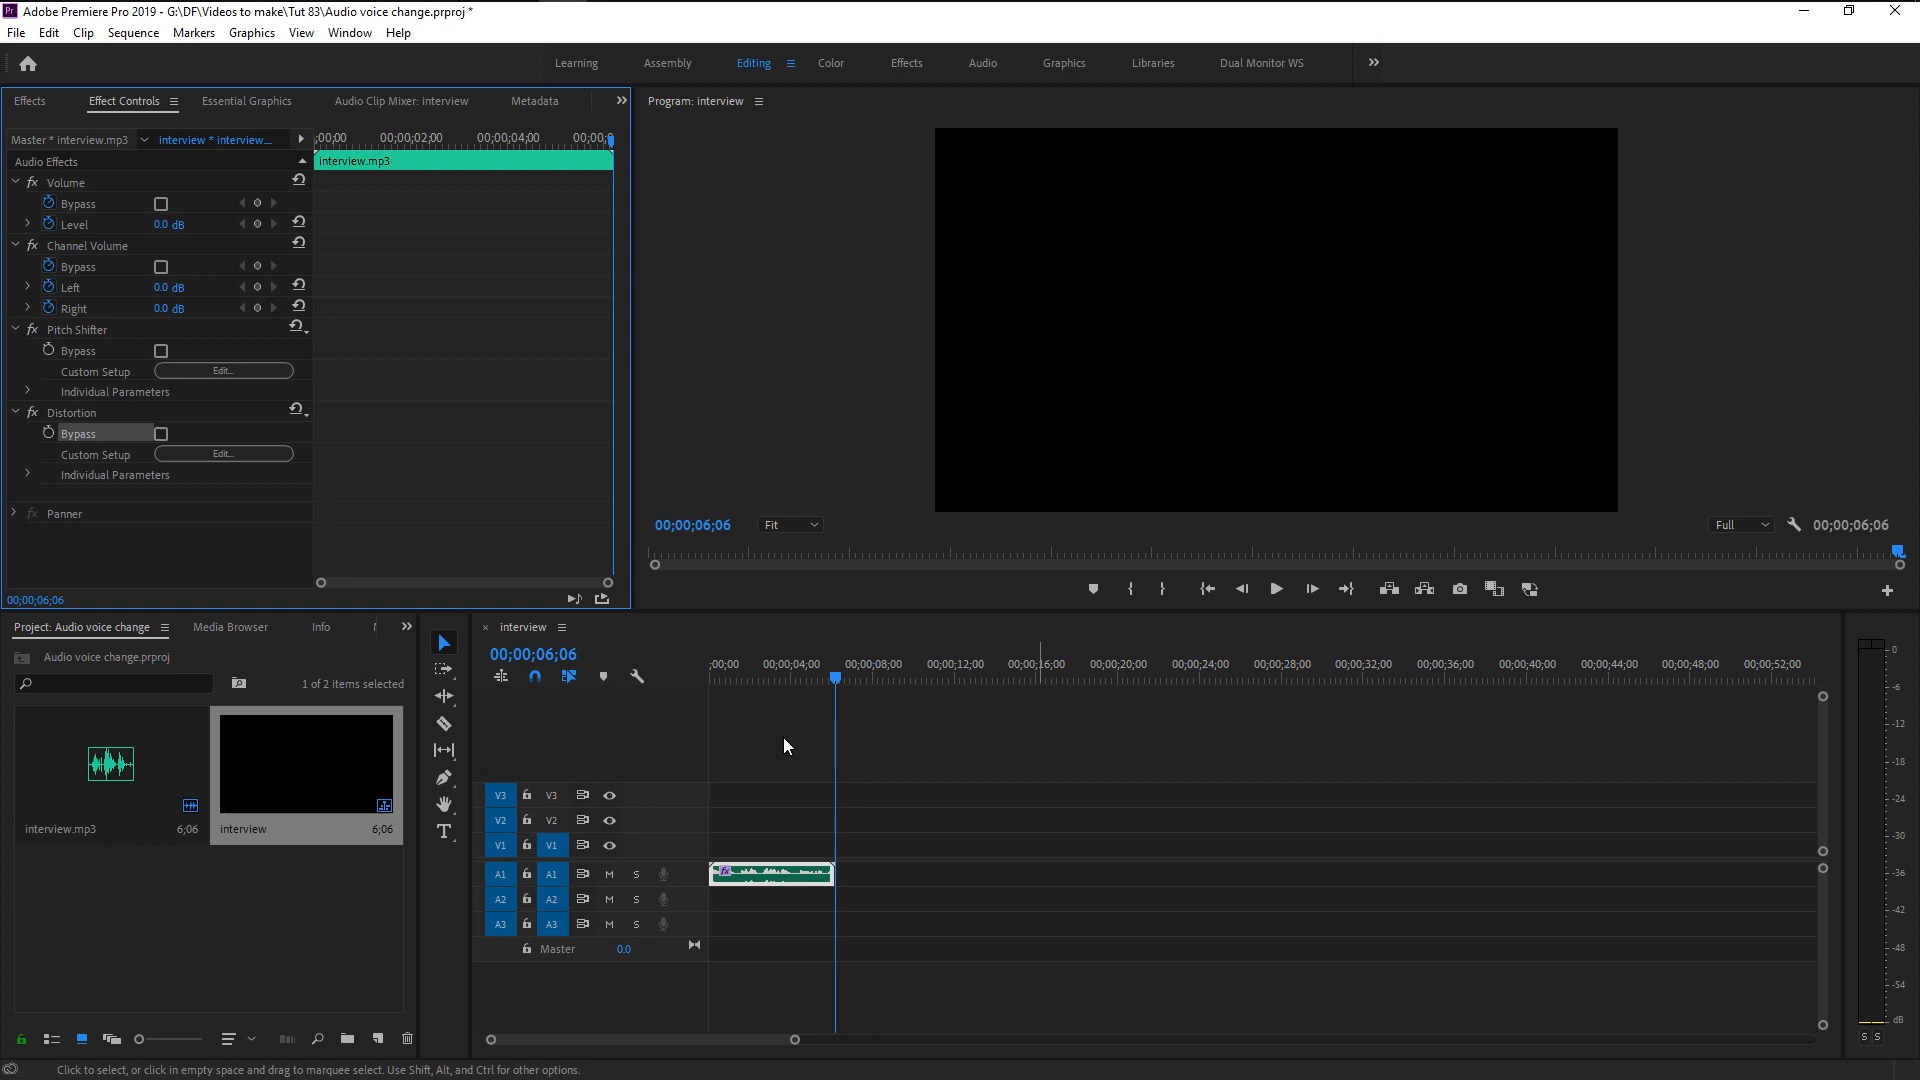 Adobe Premiere Pro 2019 - G:\DF\Videos to make\Tut 83\Audio voice change.prproj *
File Edit Clip Sequence Markers Graphics View Window Help
Learning Assembly Editing Color Effects Audio Graphics Libraries Dual Monitor WS
Effects Effect Controls Essential Graphics Audio Clip Mixer: interview Metadata
Program: interview
Master * interview.mp3 interview * interview...
;00;00 00;00;02;00 00;00;04;00 00;00;0
Audio Effects
interview.mp3
fx Volume
Bypass
Level 0.0 dB
fx Channel Volume
Bypass
Left 0.0 dB
Right 0.0 dB
fx Pitch Shifter
Bypass
Custom Setup Edit...
Individual Parameters
fx Distortion
Bypass
Custom Setup Edit...
Individual Parameters
fx Panner
00;00;06;06
00;00;06;06 Fit Full 00;00;06;06
Project: Audio voice change Media Browser Info
Audio voice change.prproj
1 of 2 items selected
interview.mp3 6;06
interview 6;06
interview
00;00;06;06
;00;00 00;00;04;00 00;00;08;00 00;00;12;00 00;00;16;00 00;00;20;00 00;00;24;00 00;00;28;00 00;00;32;00 00;00;36;00 00;00;40;00 00;00;44;00 00;00;48;00 00;00;52;00
V3 V3
V2 V2
V1 V1
A1 A1 M S fx
A2 A2 M S
A3 A3 M S
Master 0.0
0
-6
-12
-18
-24
-30
-36
-42
-48
-54
dB
S S
Click to select, or click in empty space and drag to marquee select. Use Shift, Alt, and Ctrl for other options.